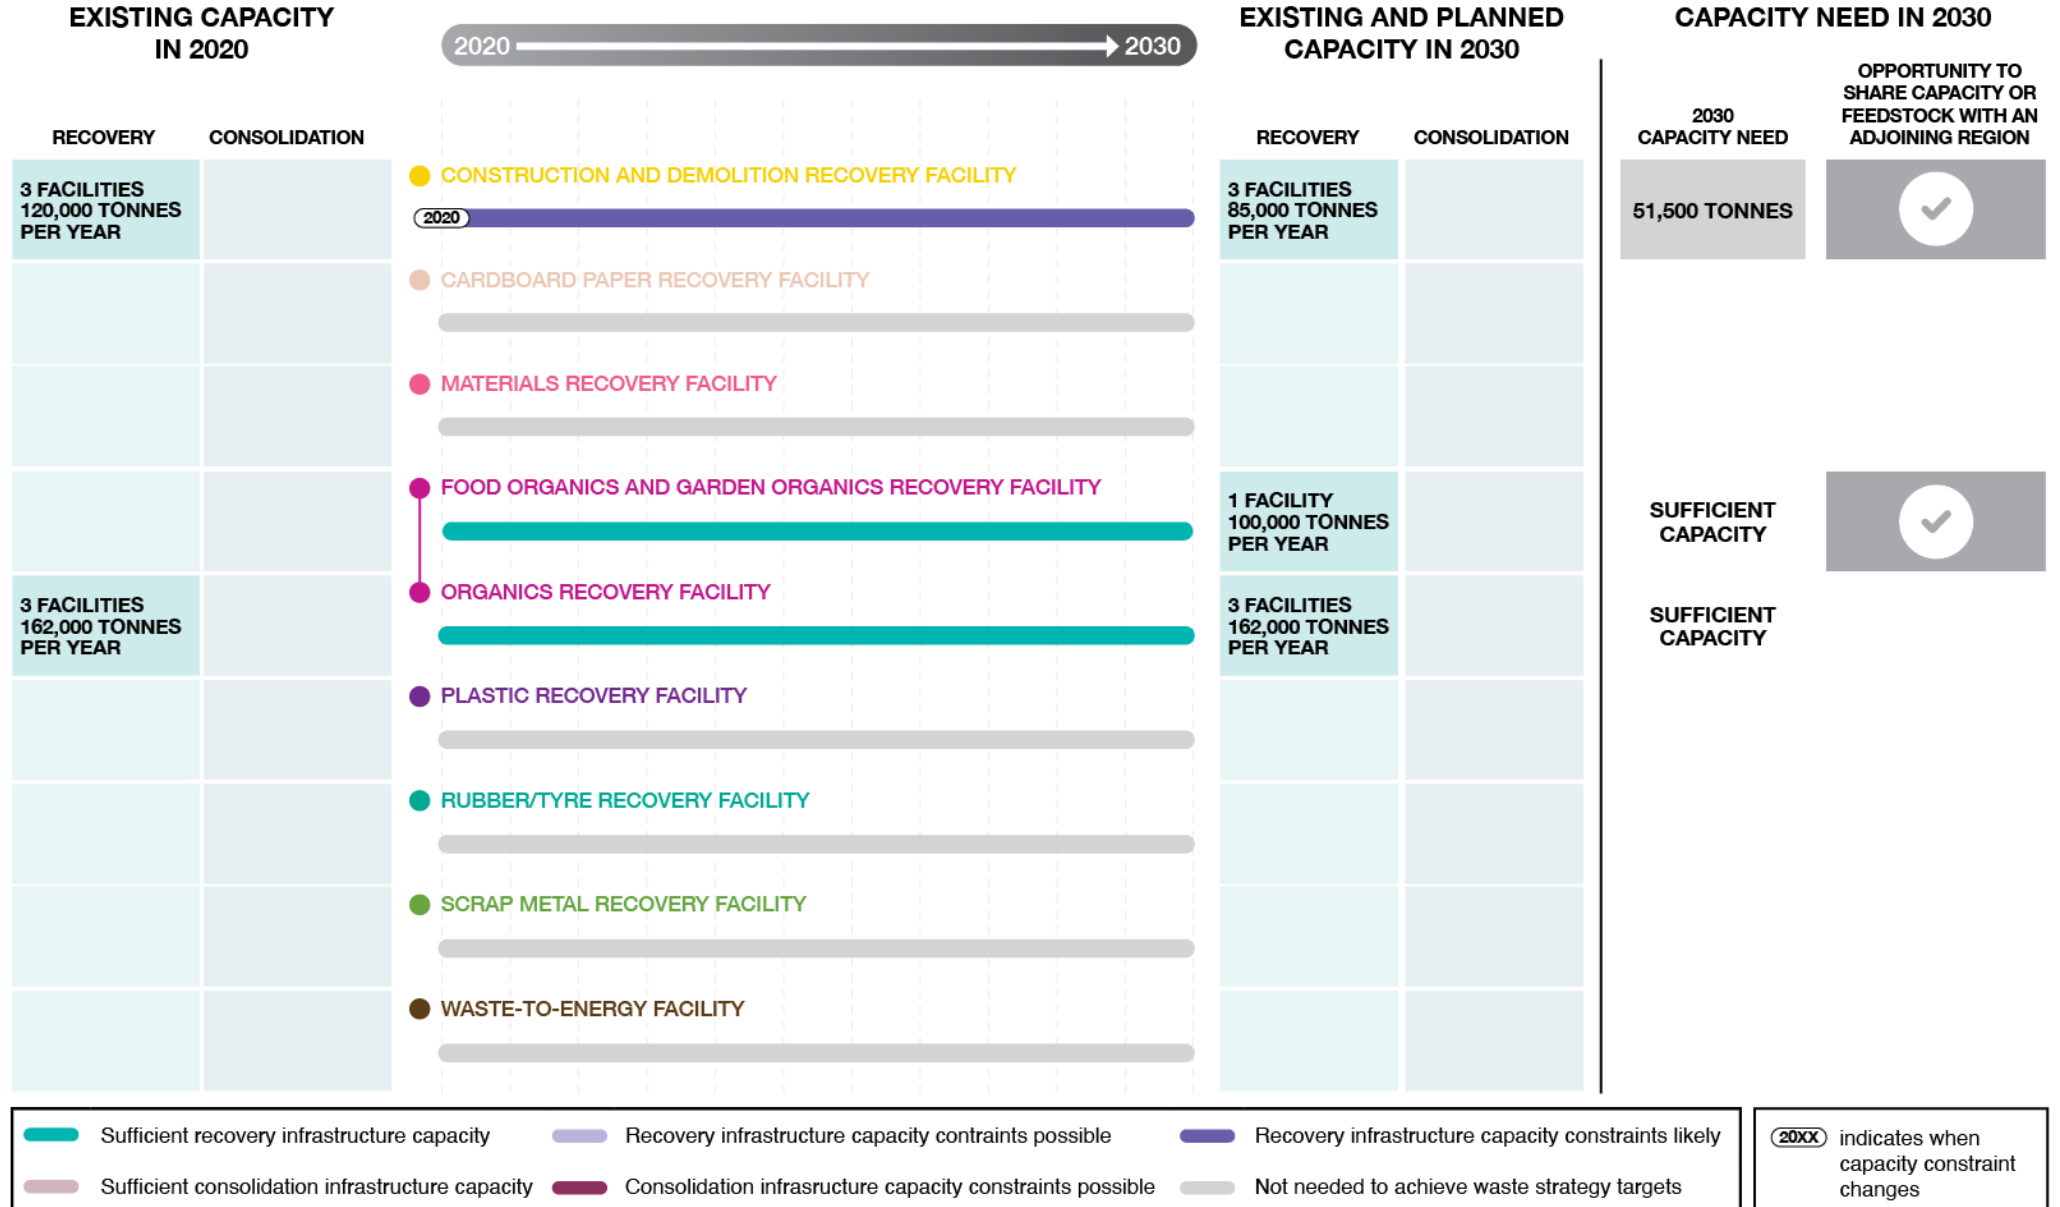 EXISTING CAPACITY
IN 2020
2020
2030
EXISTING AND PLANNED
CAPACITY IN 2030
CAPACITY NEED IN 2030
RECOVERY
CONSOLIDATION
RECOVERY
CONSOLIDATION
2030
CAPACITY NEED
OPPORTUNITY TO
SHARE CAPACITY OR
FEEDSTOCK WITH AN
ADJOINING REGION
3 FACILITIES
120,000 TONNES
PER YEAR
CONSTRUCTION AND DEMOLITION RECOVERY FACILITY
2020
3 FACILITIES
85,000 TONNES
PER YEAR
51,500 TONNES
CARDBOARD PAPER RECOVERY FACILITY
MATERIALS RECOVERY FACILITY
FOOD ORGANICS AND GARDEN ORGANICS RECOVERY FACILITY
1 FACILITY
100,000 TONNES
PER YEAR
SUFFICIENT
CAPACITY
3 FACILITIES
162,000 TONNES
PER YEAR
ORGANICS RECOVERY FACILITY
3 FACILITIES
162,000 TONNES
PER YEAR
SUFFICIENT
CAPACITY
PLASTIC RECOVERY FACILITY
RUBBER/TYRE RECOVERY FACILITY
SCRAP METAL RECOVERY FACILITY
WASTE-TO-ENERGY FACILITY
Sufficient recovery infrastructure capacity
Recovery infrastructure capacity contraints possible
Recovery infrastructure capacity constraints likely
Sufficient consolidation infrastructure capacity
Consolidation infrasructure capacity constraints possible
Not needed to achieve waste strategy targets
20XX indicates when
capacity constraint
changes